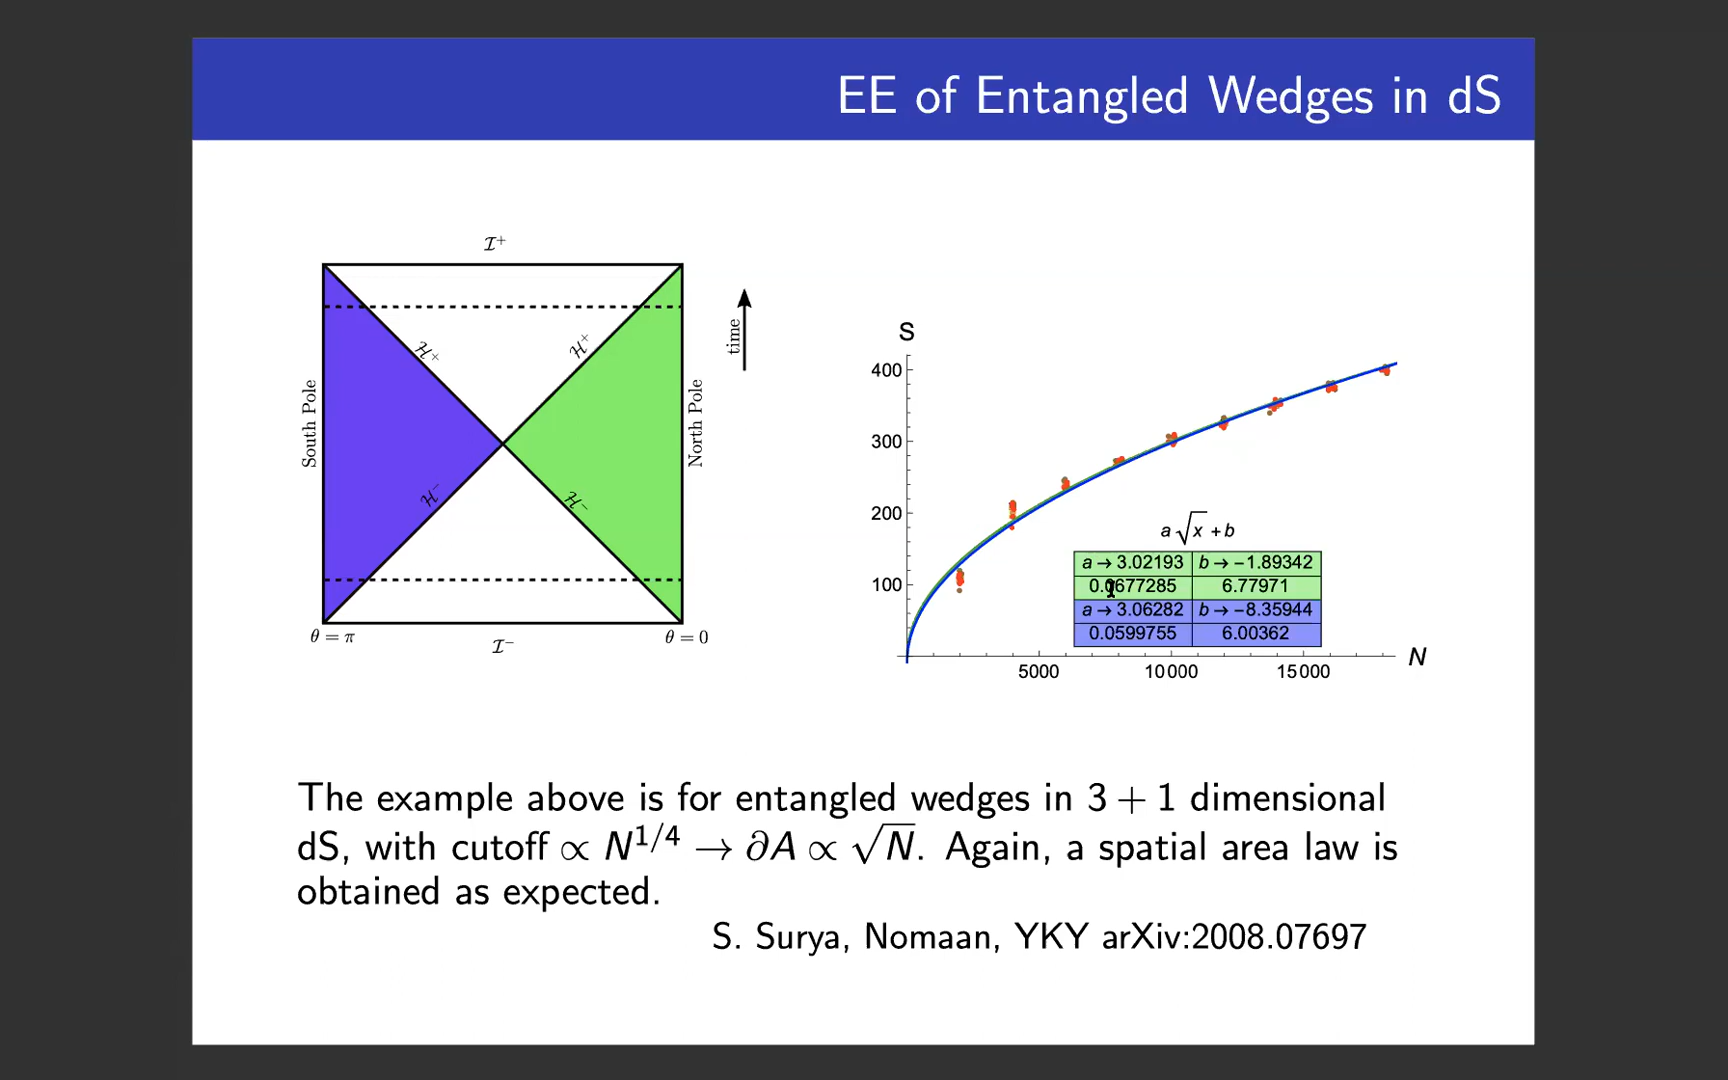 EE of Entangled Wedges in dS
ℐ⁺
ℋ⁺
ℋ⁺
time
South Pole
North Pole
ℋ⁻
ℋ⁻
θ = π
ℐ⁻
θ = 0
S
400
300
200
100
a√x + b
a → 3.02193 b → −1.89342
0.0677285 6.77971
a → 3.06282 b → −8.35944
0.0599755 6.00362
5000 10000 15000 N
The example above is for entangled wedges in 3 + 1 dimensional
dS, with cutoff ∝ N^{1/4} → ∂A ∝ √N. Again, a spatial area law is
obtained as expected.
S. Surya, Nomaan, YKY arXiv:2008.07697